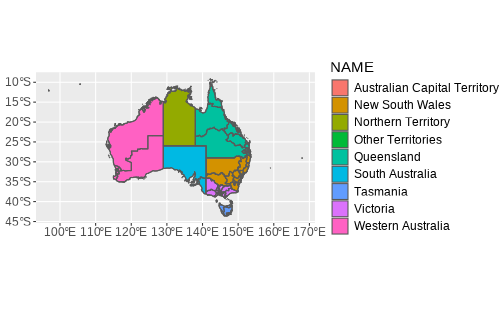 NAME
Australian Capital Territory
New South Wales
Northern Territory
Other Territories
Queensland
South Australia
Tasmania
Victoria
Western Australia
10°S
15°S
20°S
25°S
30°S
35°S
40°S
45°S
100°E 110°E 120°E 130°E 140°E 150°E 160°E 170°E